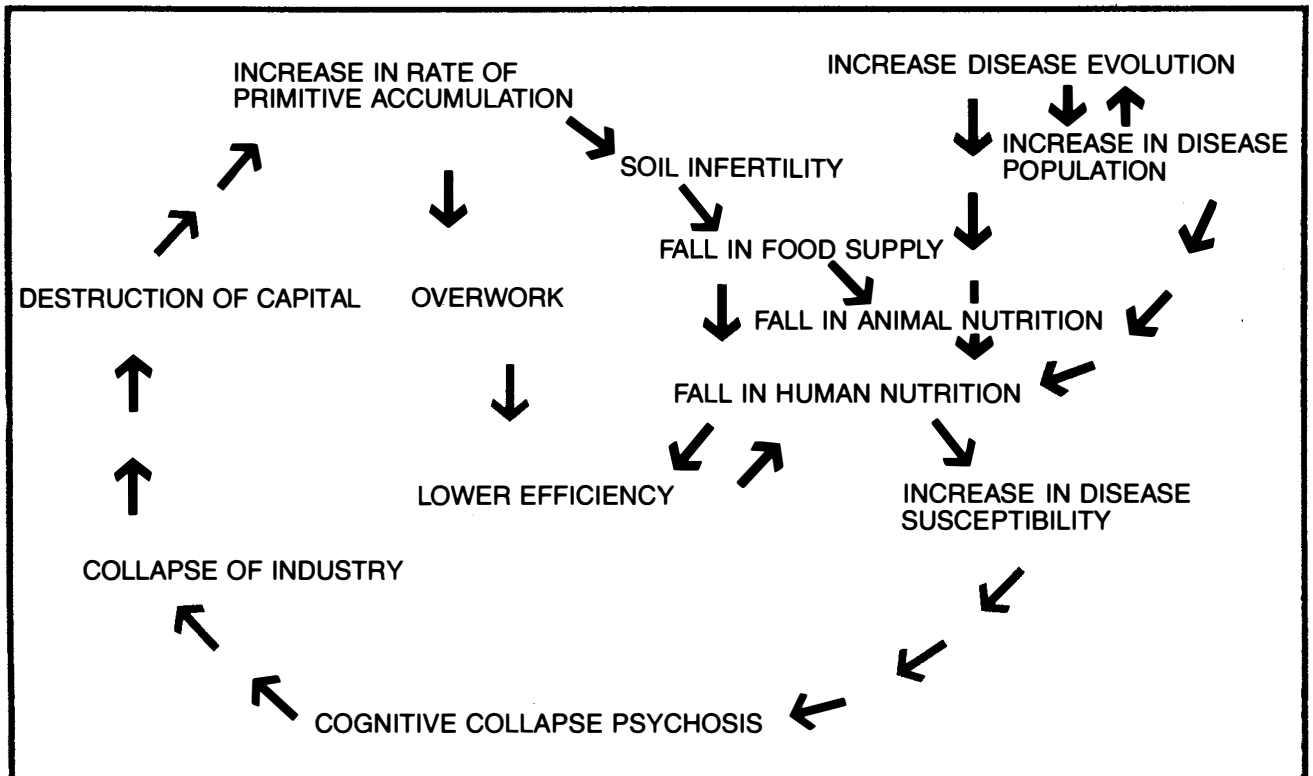 INCREASE IN RATE OF
PRIMITIVE ACCUMULATION
INCREASE DISEASE EVOLUTION
INCREASE IN DISEASE
POPULATION
SOIL INFERTILITY
FALL IN FOOD SUPPLY
DESTRUCTION OF CAPITAL
OVERWORK
FALL IN ANIMAL NUTRITION
FALL IN HUMAN NUTRITION
LOWER EFFICIENCY
INCREASE IN DISEASE
SUSCEPTIBILITY
COLLAPSE OF INDUSTRY
COGNITIVE COLLAPSE PSYCHOSIS